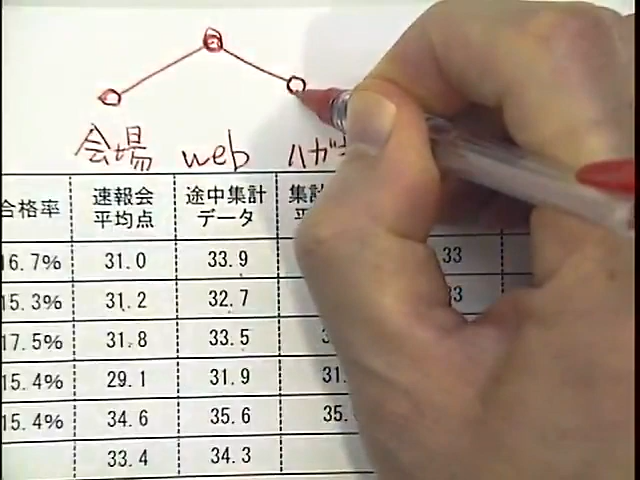 会場 web ハガ
合格率 速報会 平均点 途中集計 データ 集計
16.7% 31.0 33.9 33
15.3% 31.2 32.7 33
17.5% 31.8 33.5
15.4% 29.1 31.9 31.
15.4% 34.6 35.6 35.
33.4 34.3